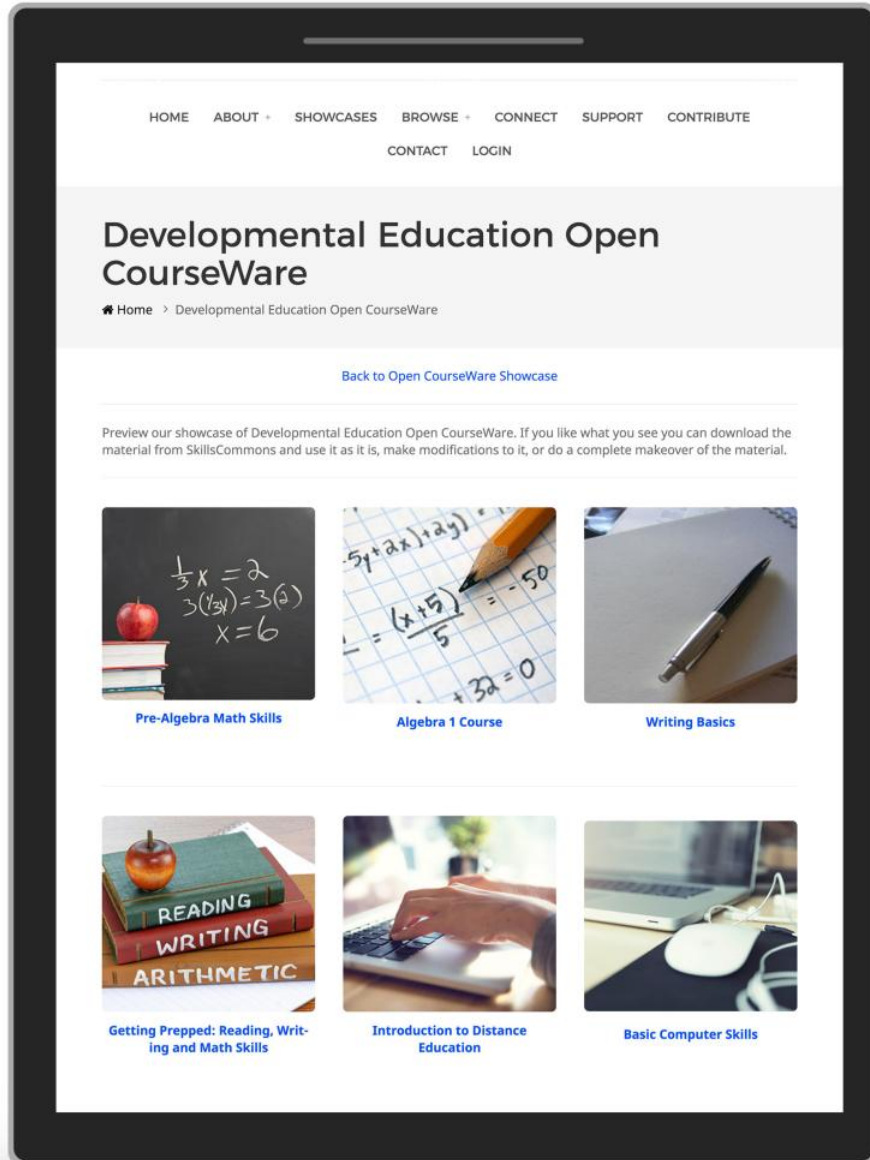 HOME ABOUT + SHOWCASES BROWSE + CONNECT SUPPORT CONTRIBUTE
CONTACT LOGIN
Developmental Education Open
CourseWare
Home > Developmental Education Open CourseWare
Back to Open CourseWare Showcase
Preview our showcase of Developmental Education Open CourseWare. If you like what you see you can download the
material from SkillsCommons and use it as it is, make modifications to it, or do a complete makeover of the material.
1/3 x = 2
3(1/3x) = 3(2)
x = 6
5y+2x)+2y)
= (x+5)/5 = -50
+ 32 = 0
Pre-Algebra Math Skills
Algebra 1 Course
Writing Basics
READING
WRITING
ARITHMETIC
Getting Prepped: Reading, Writ-
ing and Math Skills
Introduction to Distance
Education
Basic Computer Skills